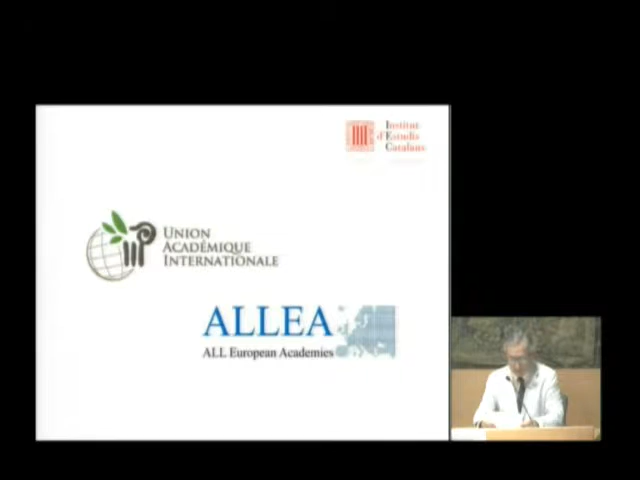 Institut
d'Estudis
Catalans
UNION
ACADÉMIQUE
INTERNATIONALE
ALLEA
ALL European Academies